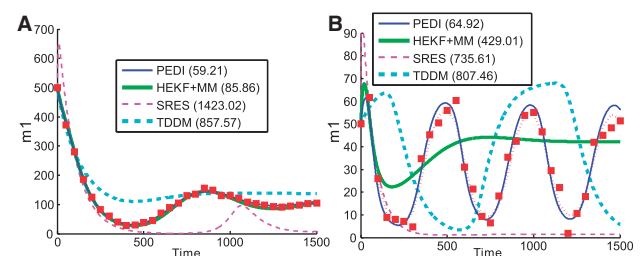 A
700
600
500
400
300
200
100
0
m1
PEDI (59.21)
HEKF+MM (85.86)
SRES (1423.02)
TDDM (857.57)
0 500 1000 1500
Time
B
90
80
70
60
50
40
30
20
10
0
m1
PEDI (64.92)
HEKF+MM (429.01)
SRES (735.61)
TDDM (807.46)
0 500 1000 1500
Time